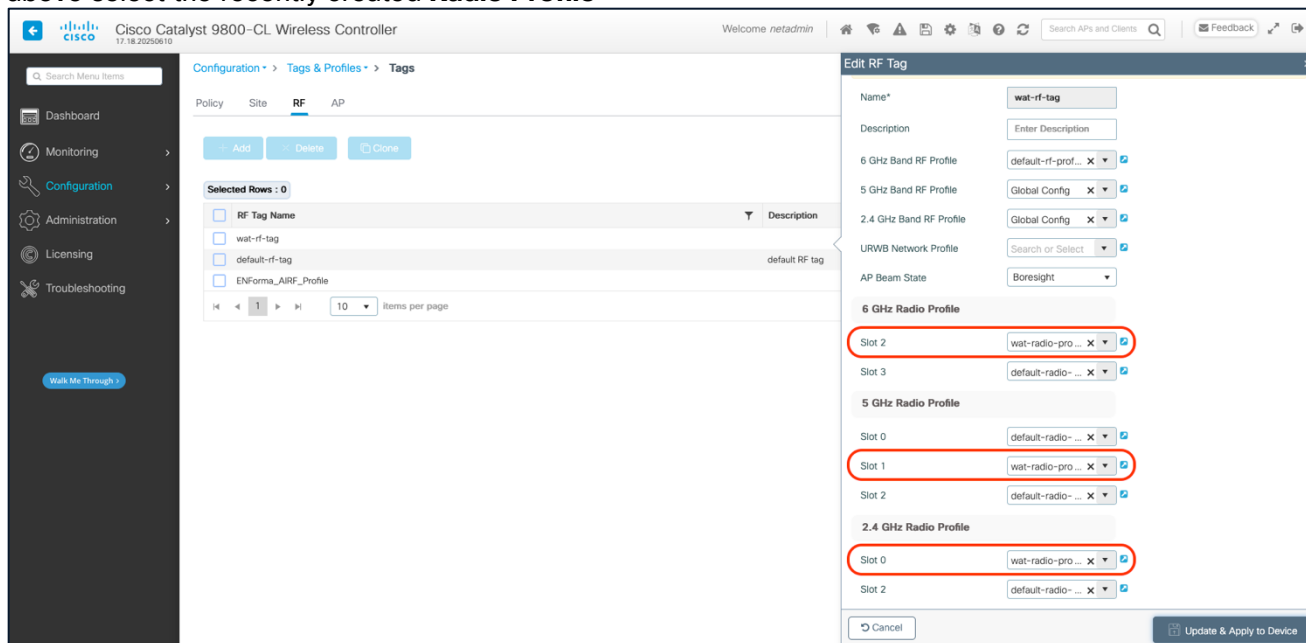 above select the recently created Radio Profile
cisco
Cisco Catalyst 9800-CL Wireless Controller
17.18.20250610
Welcome netadmin
Search APs and Clients
Feedback
Search Menu Items
Dashboard
Monitoring
Configuration
Administration
Licensing
Troubleshooting
Walk Me Through >
Configuration > Tags & Profiles > Tags
Policy Site RF AP
+ Add × Delete Clone
Selected Rows : 0
RF Tag Name Description
wat-rf-tag
default-rf-tag default RF tag
ENForma_AIRF_Profile
1 10 items per page
Edit RF Tag
Name* wat-rf-tag
Description Enter Description
6 GHz Band RF Profile default-rf-prof...
5 GHz Band RF Profile Global Config
2.4 GHz Band RF Profile Global Config
URWB Network Profile Search or Select
AP Beam State Boresight
6 GHz Radio Profile
Slot 2 wat-radio-pro ...
Slot 3 default-radio- ...
5 GHz Radio Profile
Slot 0 default-radio- ...
Slot 1 wat-radio-pro ...
Slot 2 default-radio- ...
2.4 GHz Radio Profile
Slot 0 wat-radio-pro ...
Slot 2 default-radio- ...
Cancel Update & Apply to Device